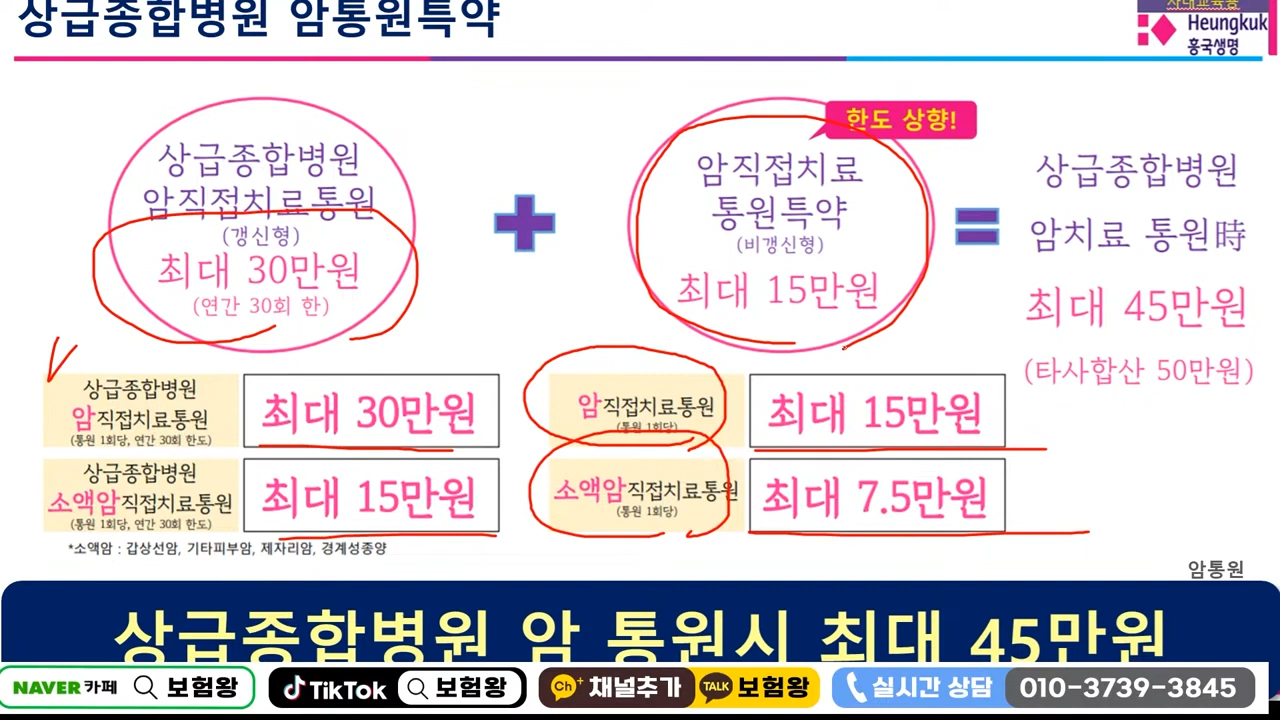 상급종합병원 암통원특약
사내교육용
Heungkuk
흥국생명
상급종합병원
암직접치료통원
(갱신형)
최대 30만원
(연간 30회 한)
한도 상향!
암직접치료
통원특약
(비갱신형)
최대 15만원
상급종합병원
암치료 통원時
최대 45만원
(타사합산 50만원)
상급종합병원
암직접치료통원
(통원 1회당, 연간 30회 한도)
최대 30만원
암직접치료통원
(통원 1회당)
최대 15만원
상급종합병원
소액암직접치료통원
(통원 1회당, 연간 30회 한도)
최대 15만원
소액암직접치료통원
(통원 1회당)
최대 7.5만원
*소액암 : 갑상선암, 기타피부암, 제자리암, 경계성종양
암통원
상급종합병원 암 통원시 최대 45만원
NAVER 카페 보험왕
TikTok 보험왕
Ch+ 채널추가 TALK 보험왕
실시간 상담 010-3739-3845